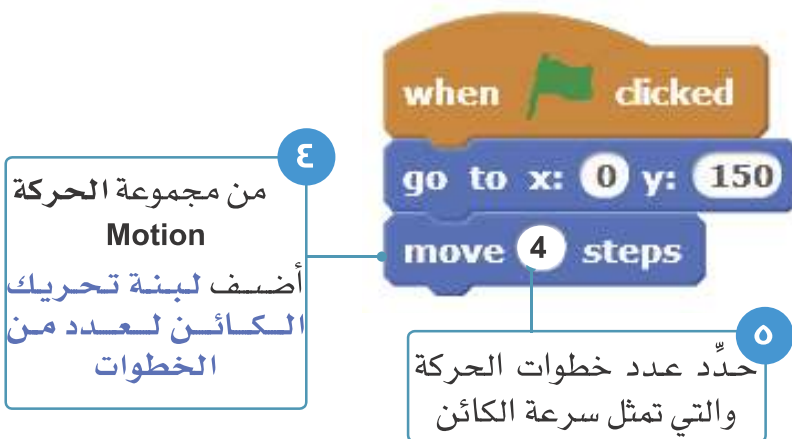 when clicked
go to x: 0 y: 150
move 4 steps
٤
من مجموعة الحركة
Motion
أضف لبنة تحريك
الكائن لعدد من
الخطوات
٥
حدِّد عدد خطوات الحركة
والتي تمثل سرعة الكائن